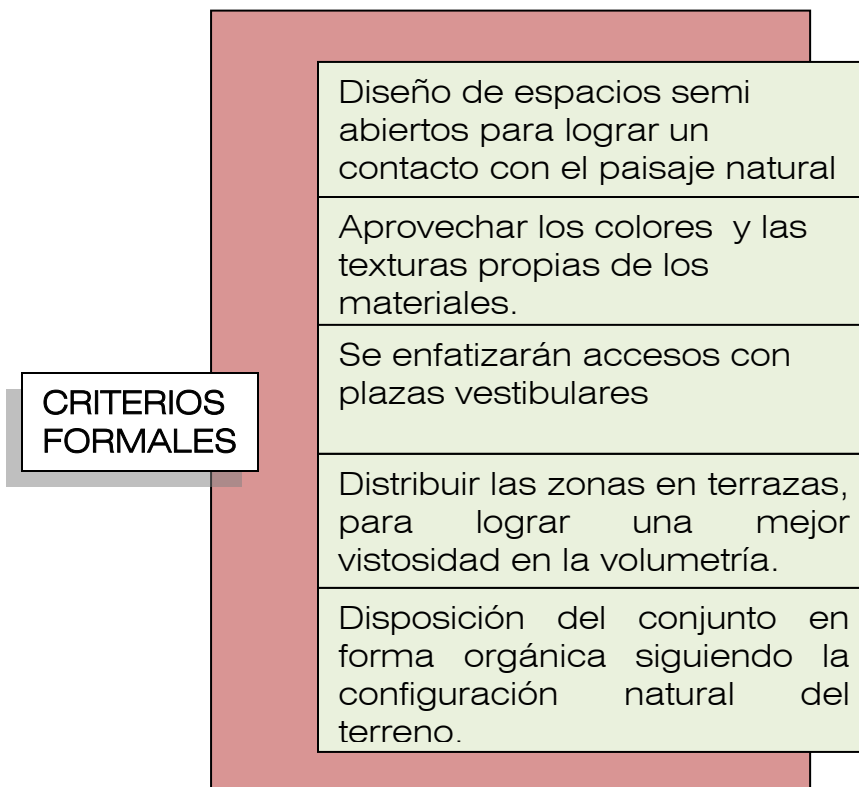 Diseño de espacios semi
abiertos para lograr un
contacto con el paisaje natural
Aprovechar los colores y las
texturas propias de los
materiales.
Se enfatizarán accesos con
plazas vestibulares
CRITERIOS
FORMALES
Distribuir las zonas en terrazas,
para lograr una mejor
vistosidad en la volumetría.
Disposición del conjunto en
forma orgánica siguiendo la
configuración natural del
terreno.